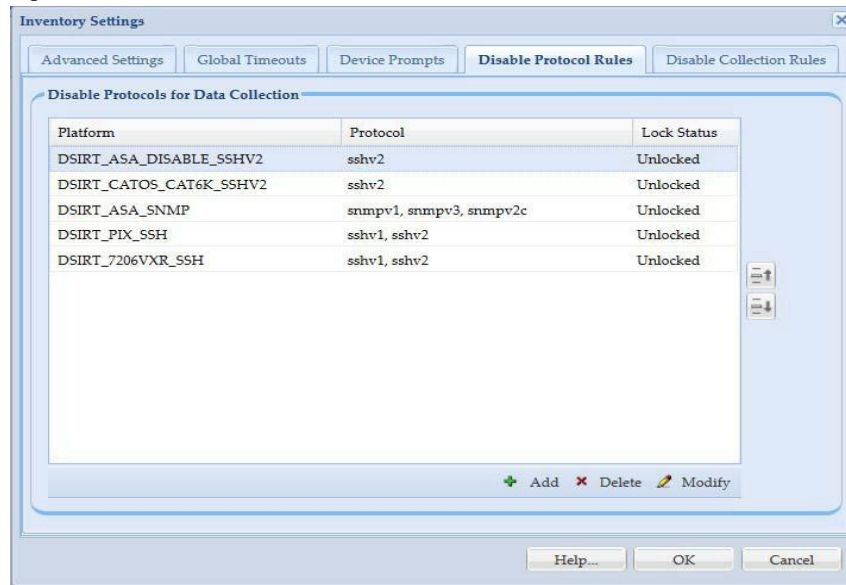 Inventory Settings
Advanced Settings Global Timeouts Device Prompts Disable Protocol Rules Disable Collection Rules
Disable Protocols for Data Collection
Platform Protocol Lock Status
DSIRT_ASA_DISABLE_SSHV2 sshv2 Unlocked
DSIRT_CATOS_CAT6K_SSHV2 sshv2 Unlocked
DSIRT_ASA_SNMP snmpv1, snmpv3, snmpv2c Unlocked
DSIRT_PIX_SSH sshv1, sshv2 Unlocked
DSIRT_7206VXR_SSH sshv1, sshv2 Unlocked
Add Delete Modify
Help... OK Cancel